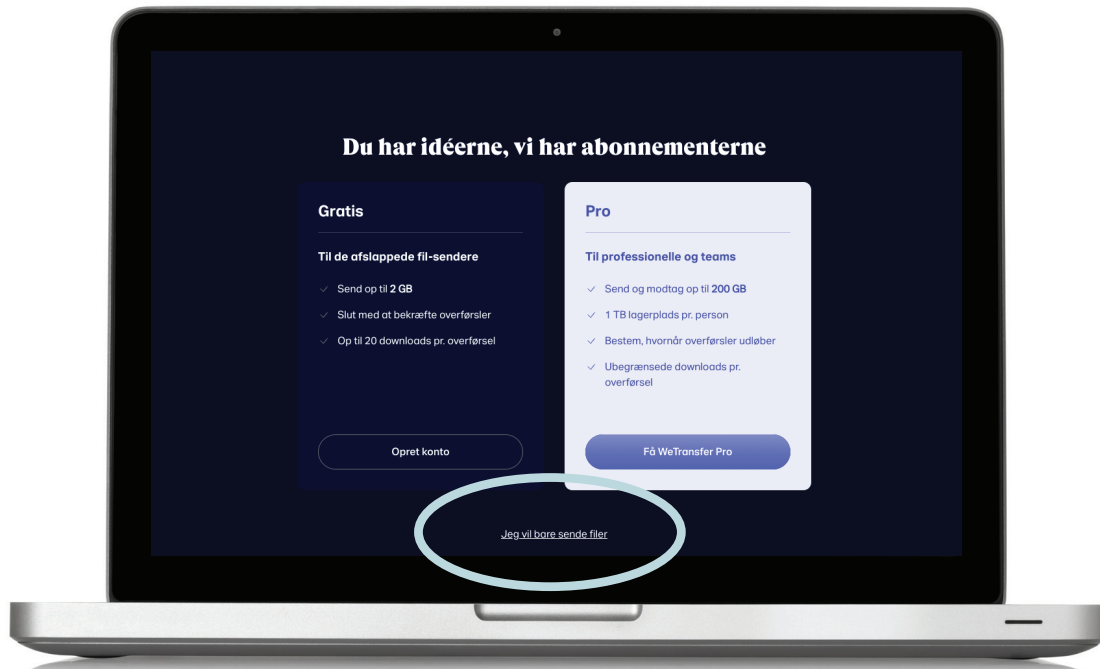 Du har idéerne, vi har abonnementerne
Gratis
Til de afslappede fil-sendere
Send op til 2 GB
Slut med at bekræfte overførsler
Op til 20 downloads pr. overførsel
Opret konto
Pro
Til professionelle og teams
Send og modtag op til 200 GB
1 TB lagerplads pr. person
Bestem, hvornår overførsler udløber
Ubegrænsede downloads pr.
overførsel
Få WeTransfer Pro
Jeg vil bare sende filer